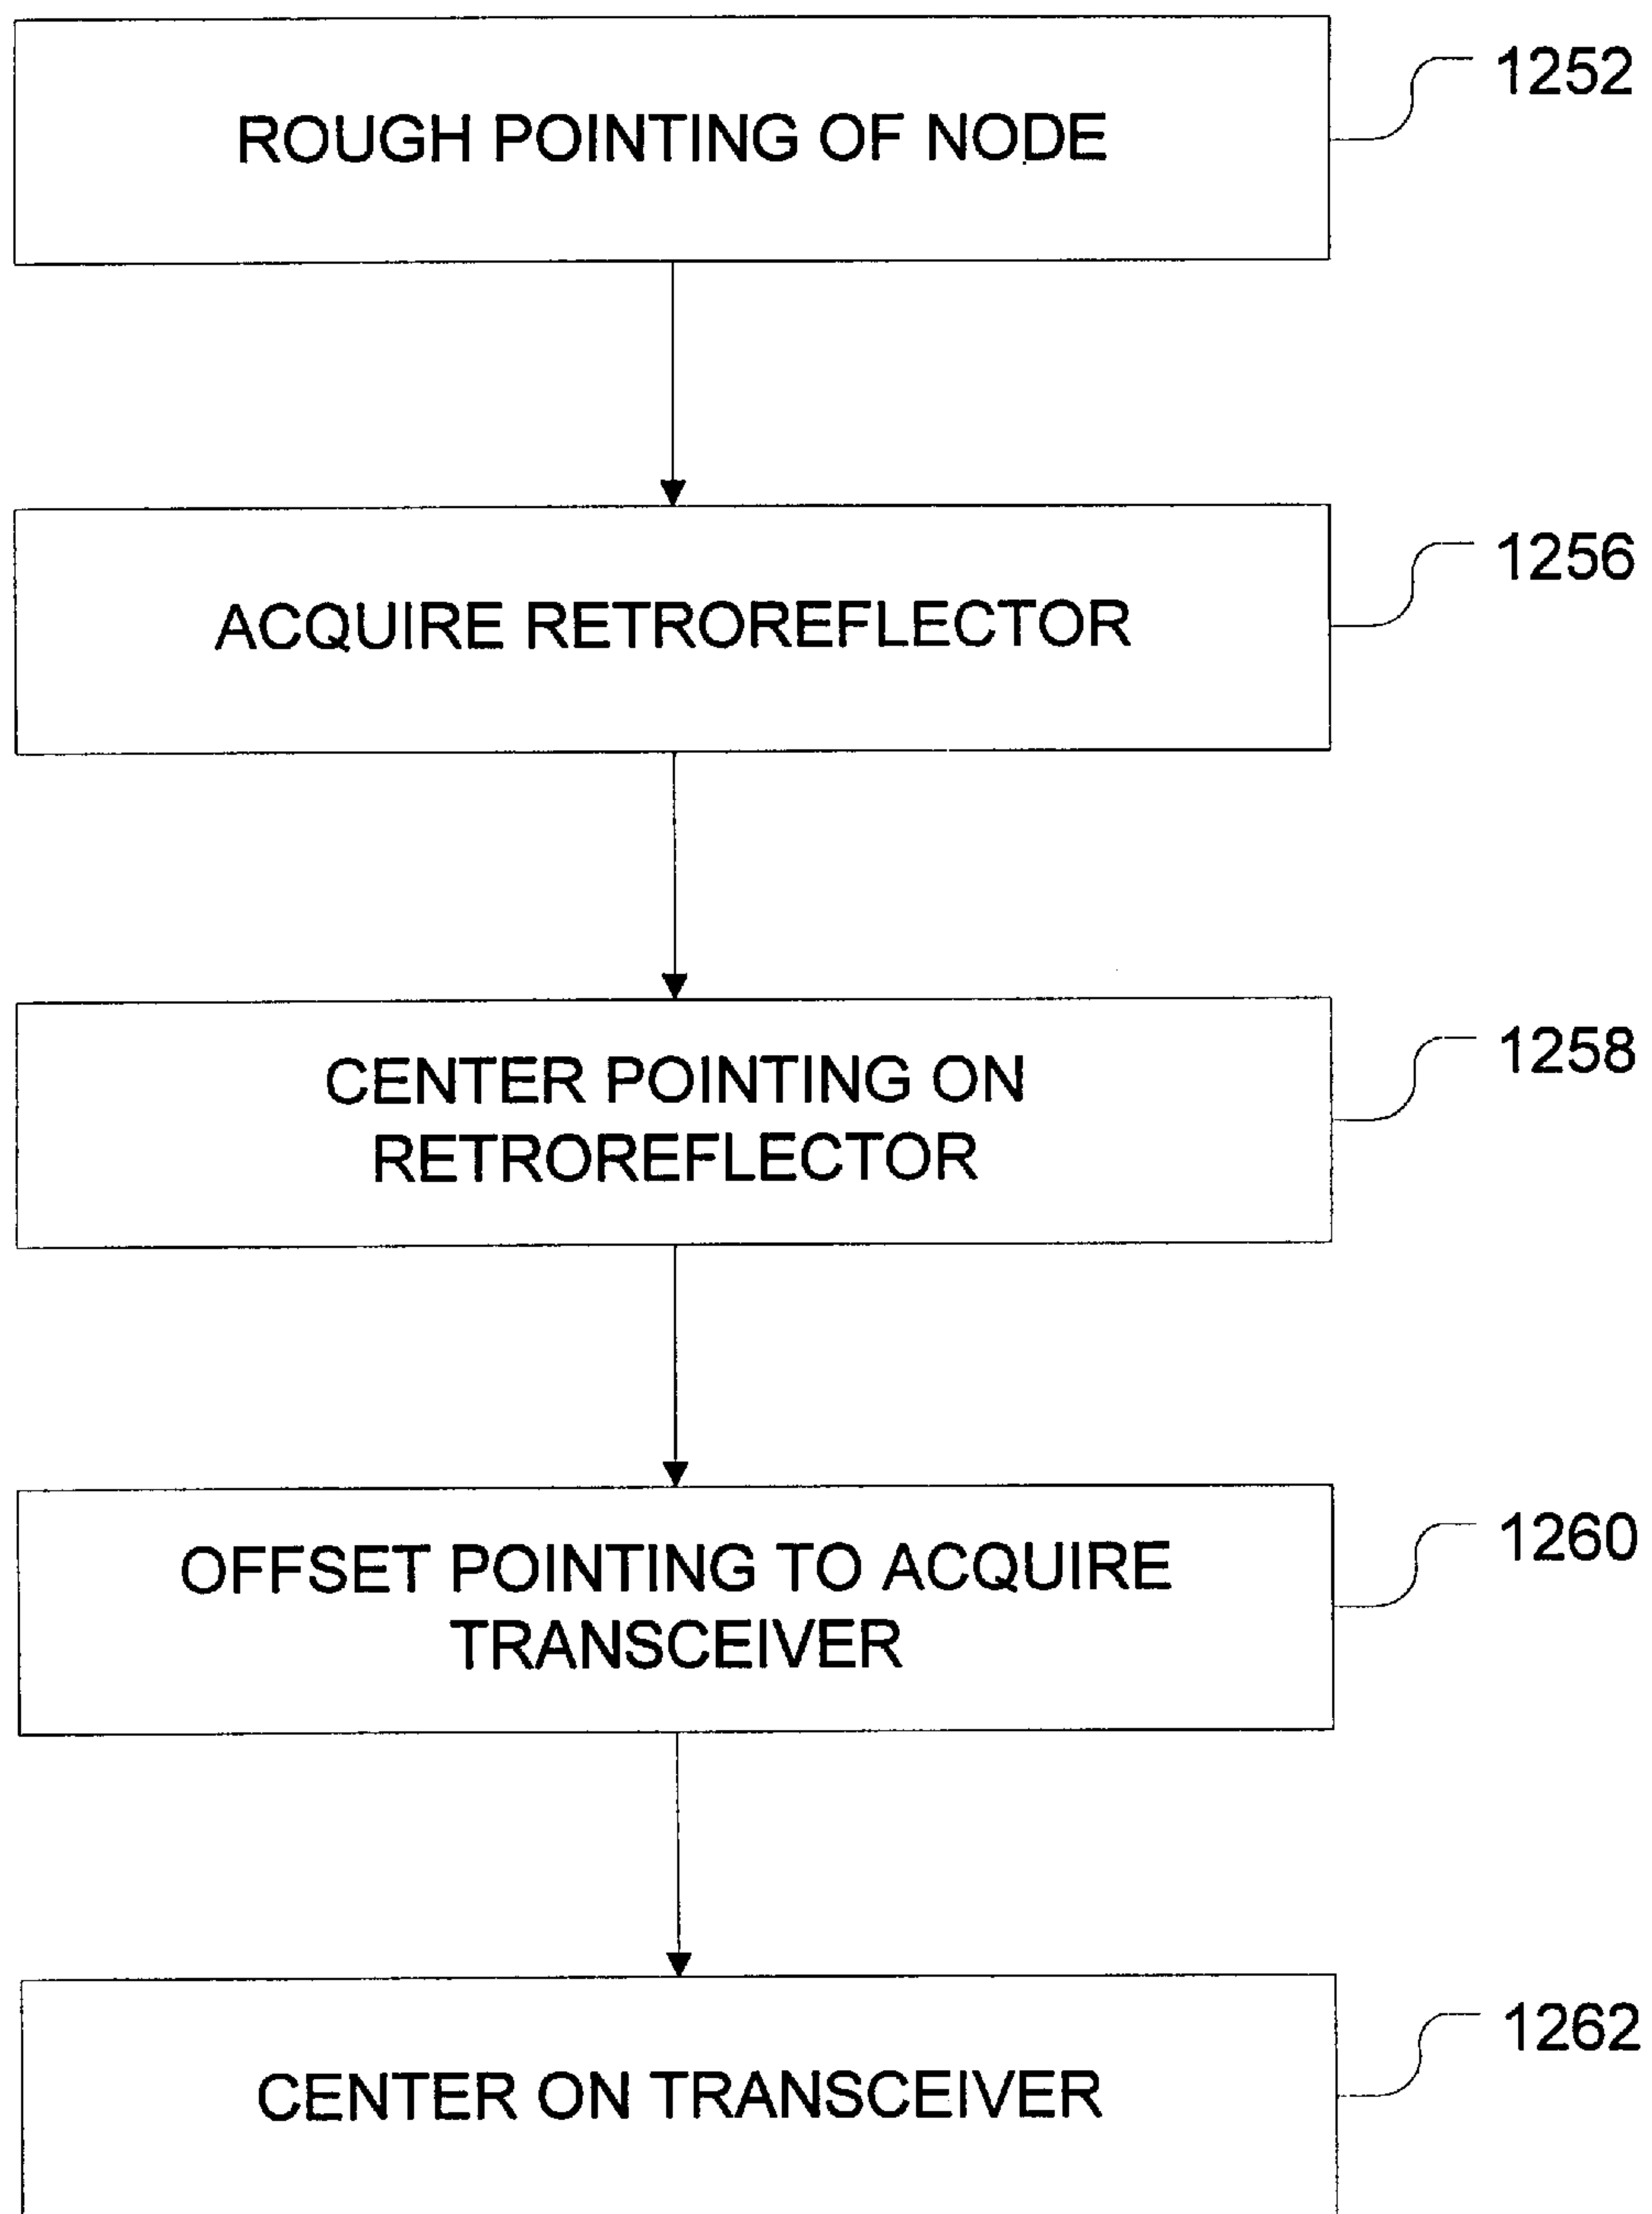 ROUGH POINTING OF NODE
1252
ACQUIRE RETROREFLECTOR
1256
CENTER POINTING ON
RETROREFLECTOR
1258
OFFSET POINTING TO ACQUIRE
TRANSCEIVER
1260
CENTER ON TRANSCEIVER
1262